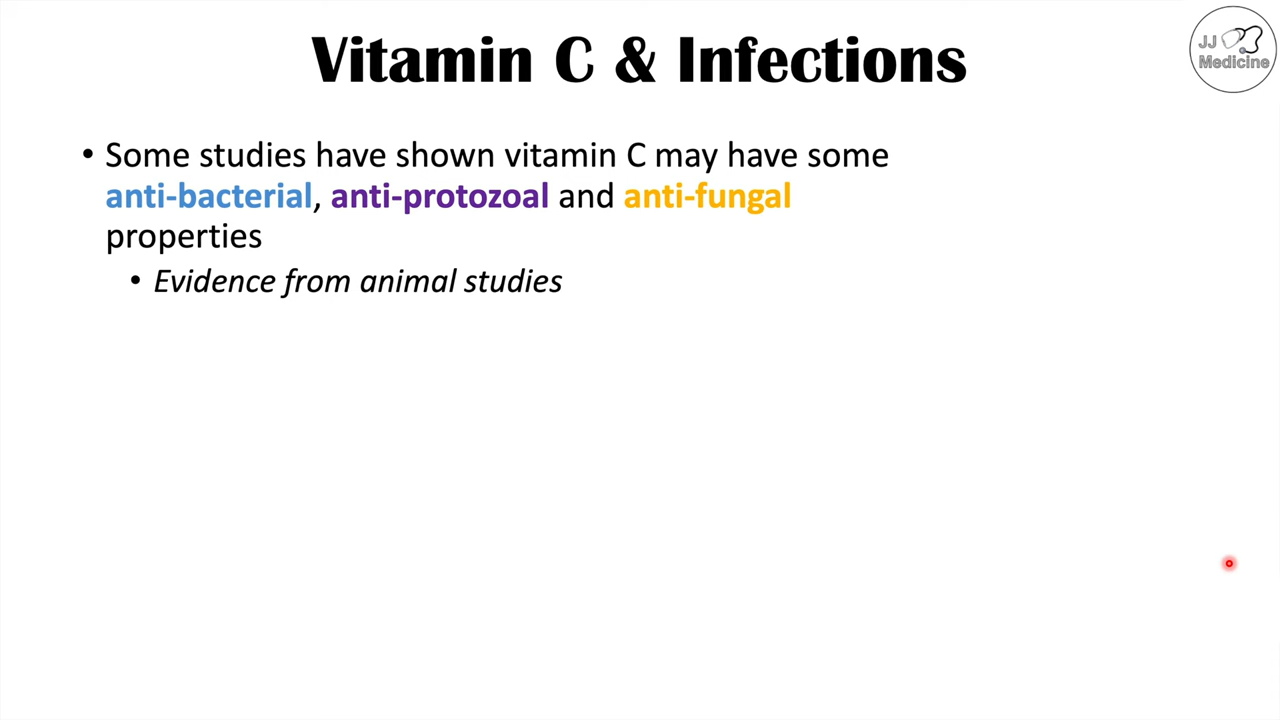 Vitamin C & Infections
JJ
Medicine
• Some studies have shown vitamin C may have some
anti-bacterial, anti-protozoal and anti-fungal
properties
• Evidence from animal studies